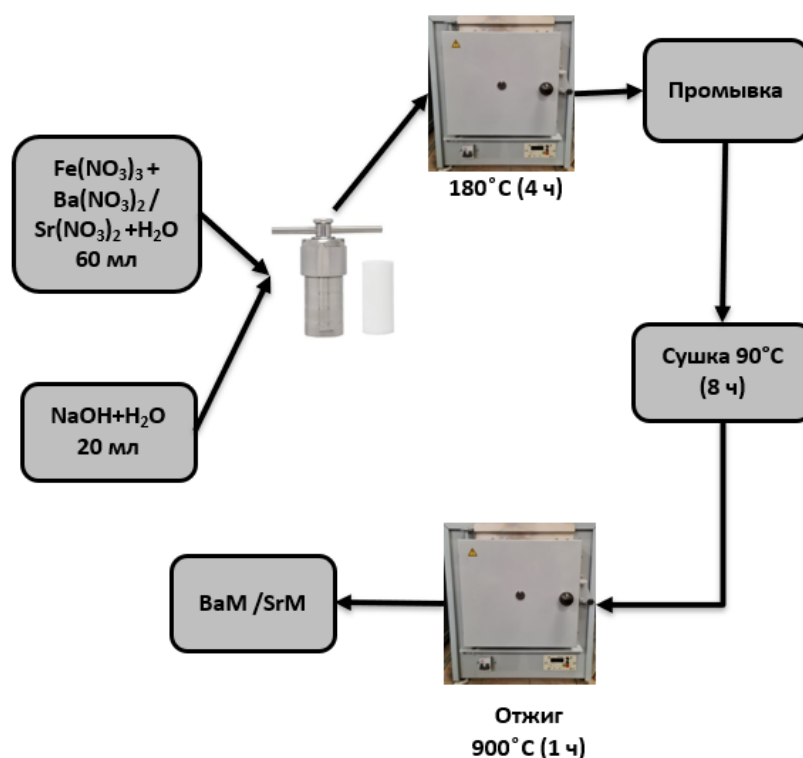 Fe(NO₃)₃ +
Ba(NO₃)₂ /
Sr(NO₃)₂ +H₂O
60 мл
NaOH+H₂O
20 мл
180˚C (4 ч)
Промывка
Сушка 90°C
(8 ч)
Отжиг
900˚C (1 ч)
BaM /SrM